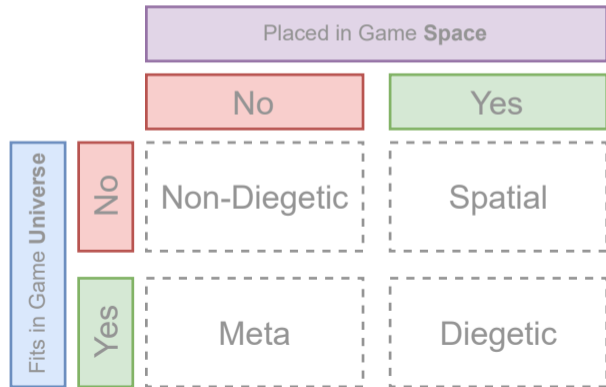 Placed in Game Space
No
Yes
Fits in Game Universe
No
Non-Diegetic
Spatial
Yes
Meta
Diegetic